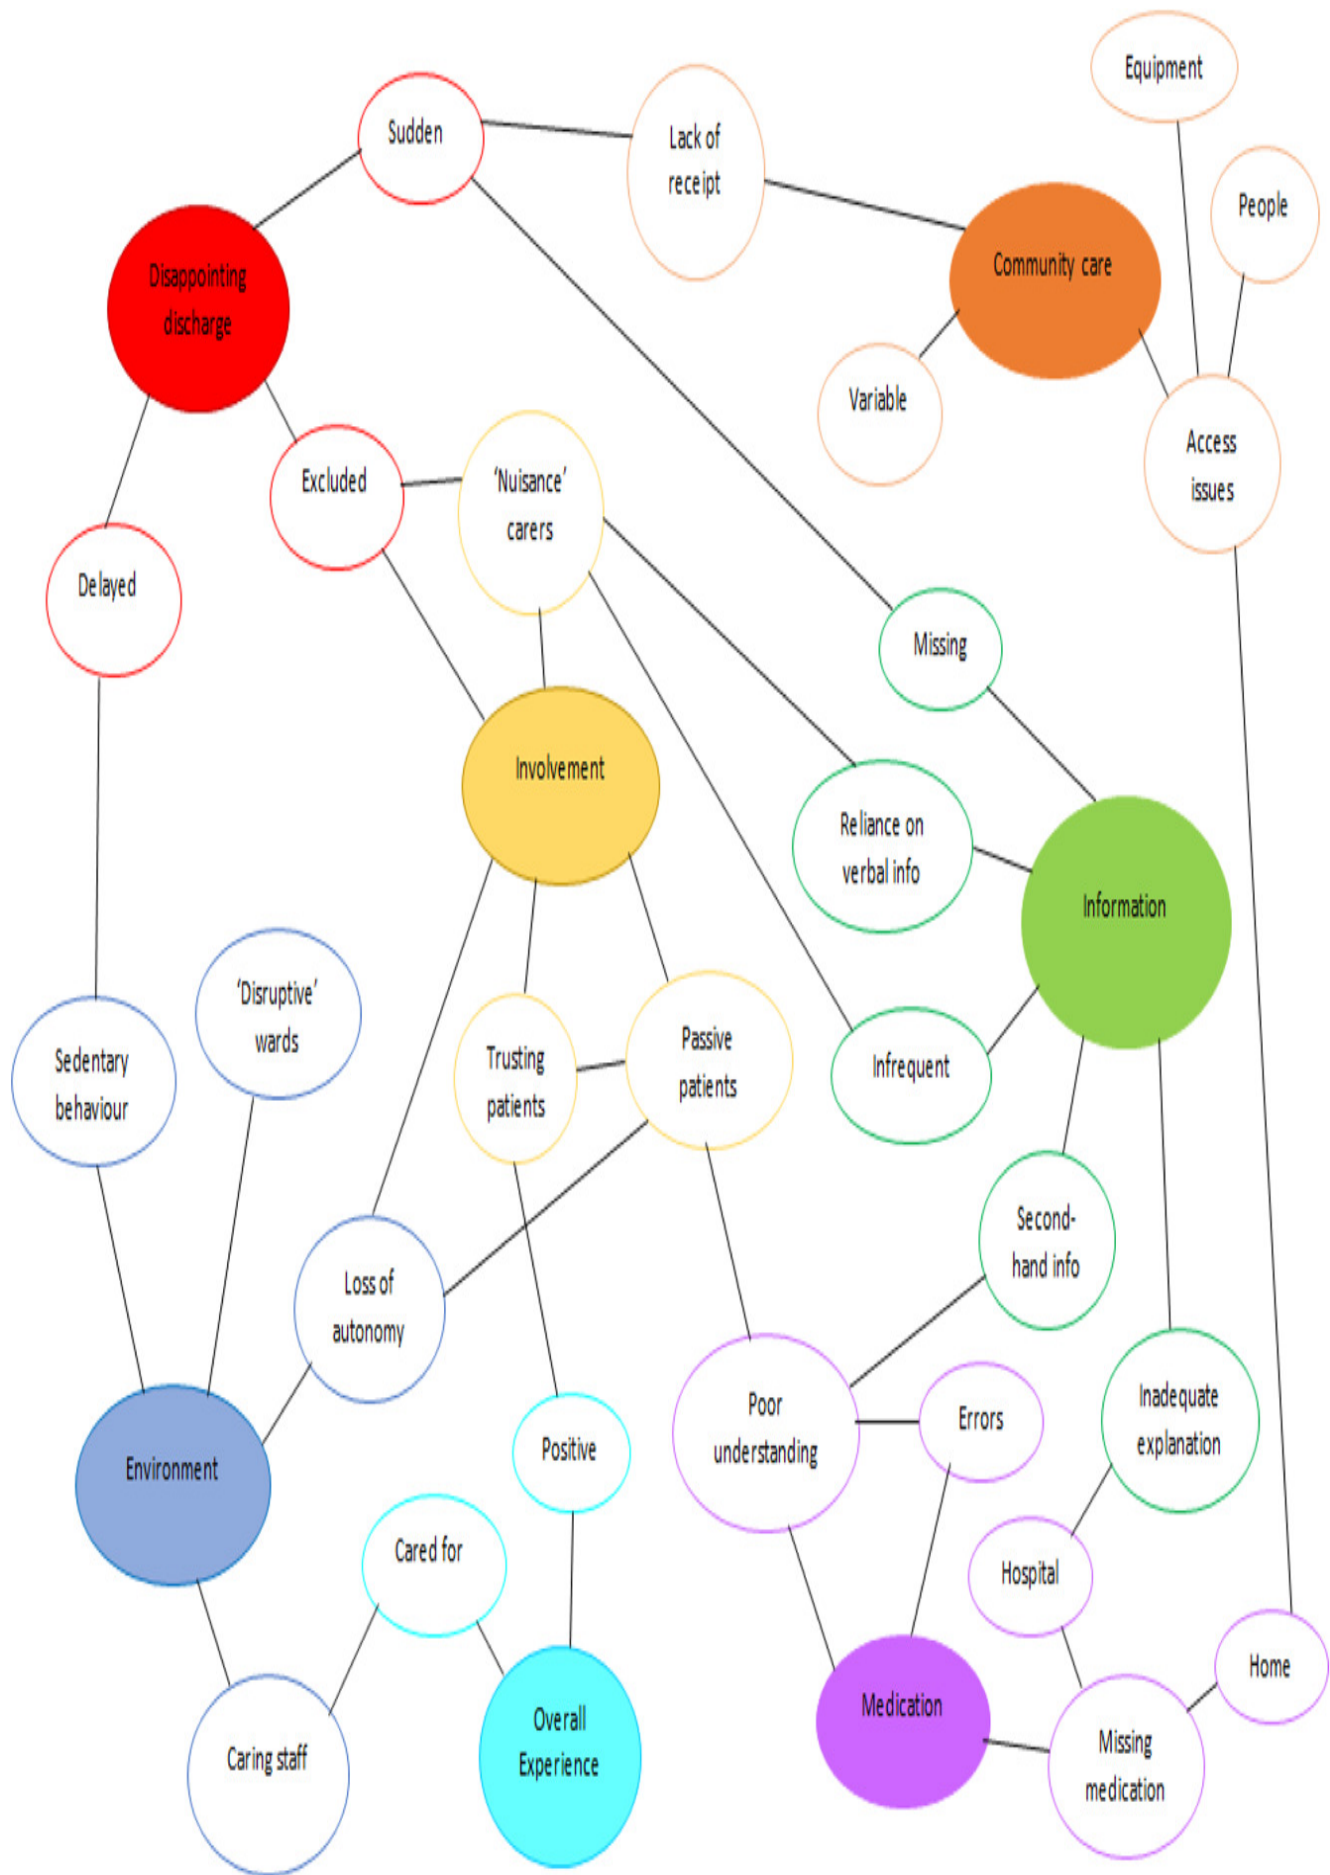 Equipment
Sudden
Lack of
receipt
People
Community care
Disappointing
discharge
Variable
Access
issues
Excluded
‘Nuisance’
carers
Delayed
Missing
Involvement
Reliance on
verbal info
Information
‘Disruptive’
wards
Sedentary
behaviour
Trusting
patients
Passive
patients
Infrequent
Second-
hand info
Loss of
autonomy
Poor
understanding
Errors
Inadequate
explanation
Environment
Positive
Cared for
Hospital
Home
Medication
Missing
medication
Overall
Experience
Caring staff